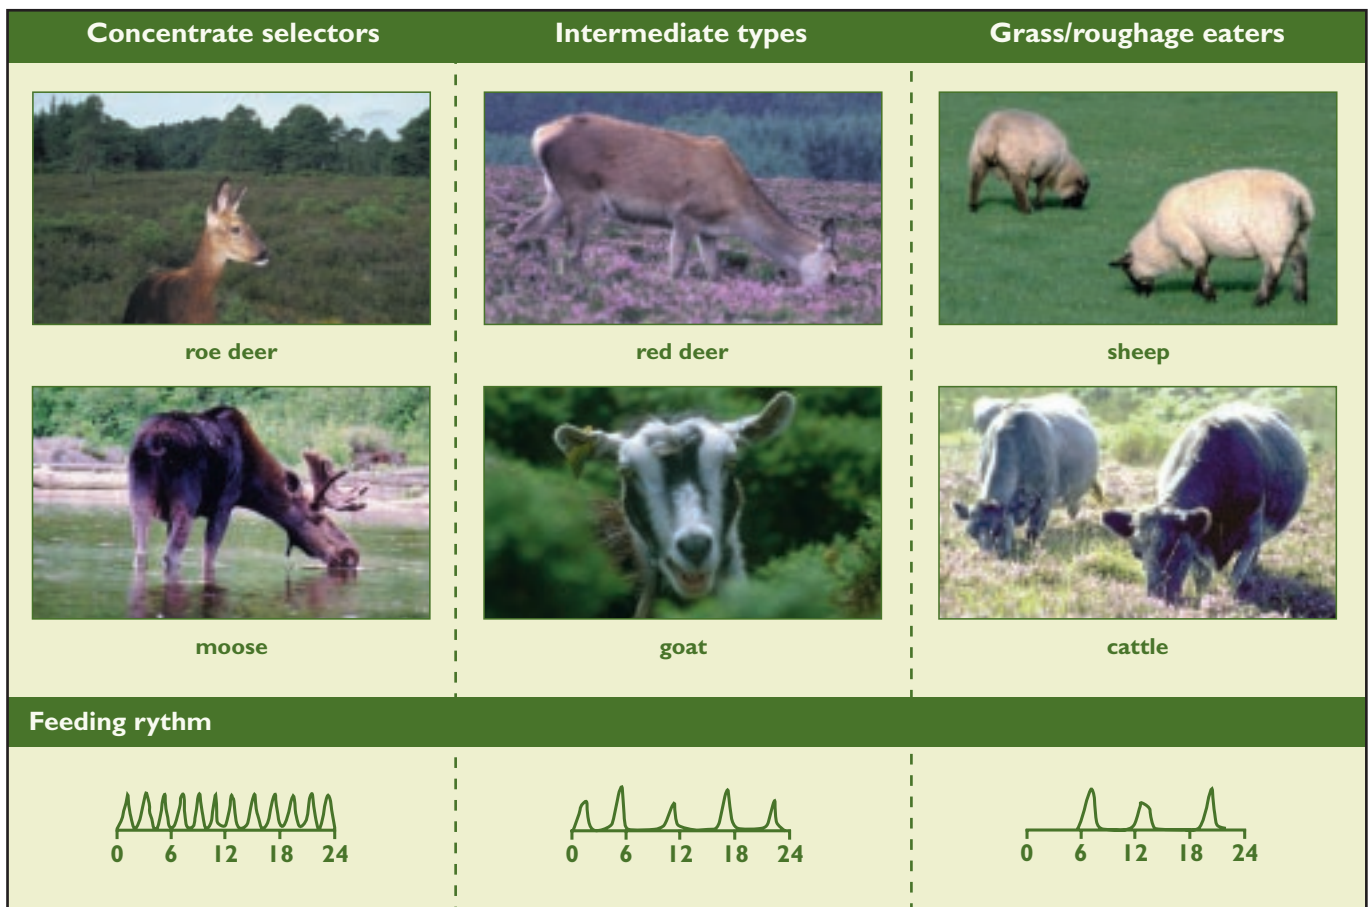 Concentrate selectors
Intermediate types
Grass/roughage eaters
roe deer
red deer
sheep
moose
goat
cattle
Feeding rythm
0 6 12 18 24
0 6 12 18 24
0 6 12 18 24